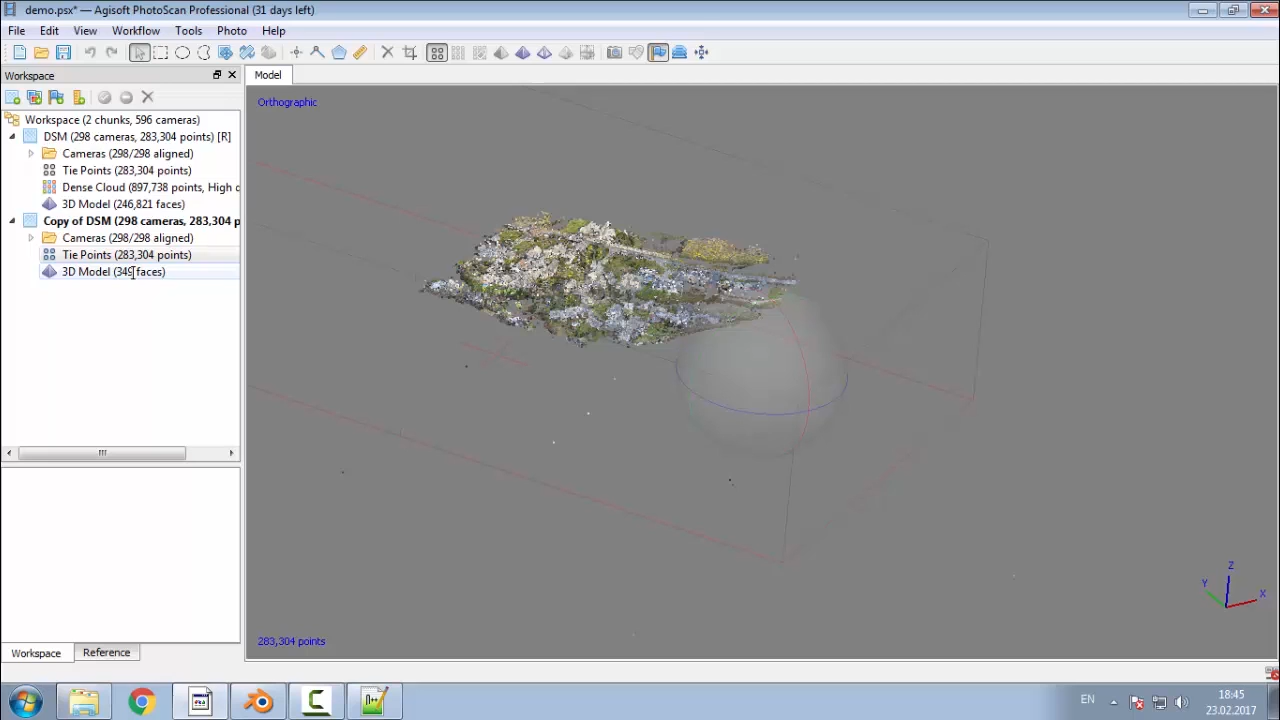 demo.psx* — Agisoft PhotoScan Professional (31 days left)
File Edit View Workflow Tools Photo Help
Workspace
Model
Orthographic
Workspace (2 chunks, 596 cameras)
DSM (298 cameras, 283,304 points) [R]
Cameras (298/298 aligned)
Tie Points (283,304 points)
Dense Cloud (897,738 points, High q
3D Model (246,821 faces)
Copy of DSM (298 cameras, 283,304 p
Cameras (298/298 aligned)
Tie Points (283,304 points)
3D Model (349 faces)
Z
Y
X
283,304 points
Workspace Reference
EN
18:45
23.02.2017